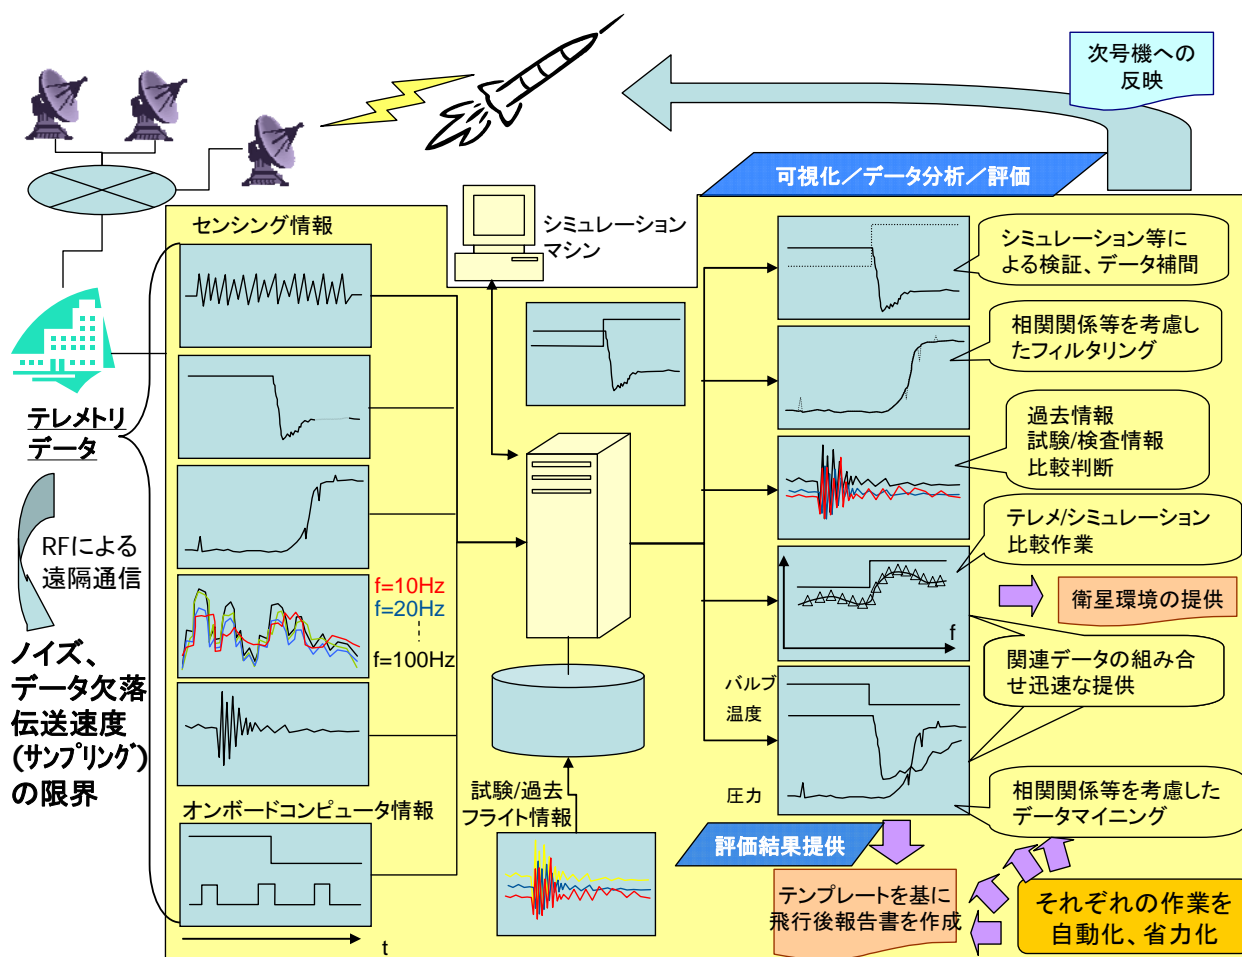 次号機への
反映
可視化／データ分析／評価
センシング情報
シミュレーション
マシン
シミュレーション等に
よる検証、データ補間
相関関係等を考慮し
たフィルタリング
過去情報
試験/検査情報
比較判断
テレメトリ
データ
RFによる
遠隔通信
ノイズ、
データ欠落
伝送速度
(サンプリング)
の限界
f=10Hz
f=20Hz
f=100Hz
テレメ/シミュレーション
比較作業
f
衛星環境の提供
関連データの組み合
せ迅速な提供
バルブ
温度
圧力
オンボードコンピュータ情報
t
試験/過去
フライト情報
相関関係等を考慮した
データマイニング
評価結果提供
テンプレートを基に
飛行後報告書を作成
それぞれの作業を
自動化、省力化